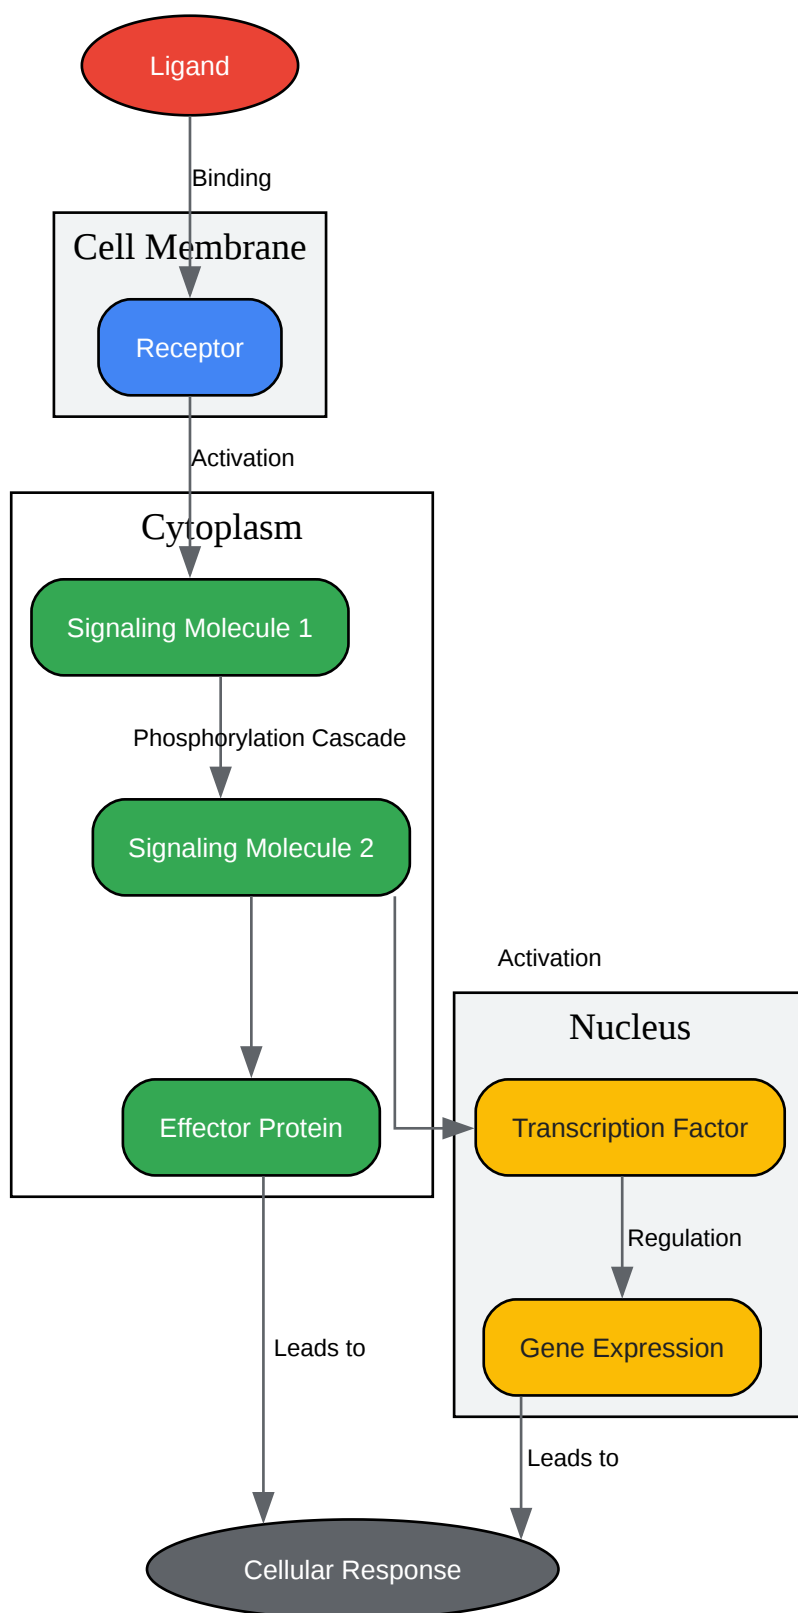 Ligand
Binding
Cell Membrane
Receptor
Activation
Cytoplasm
Signaling Molecule 1
Phosphorylation Cascade
Signaling Molecule 2
Activation
Nucleus
Effector Protein
Transcription Factor
Regulation
Leads to
Gene Expression
Leads to
Cellular Response